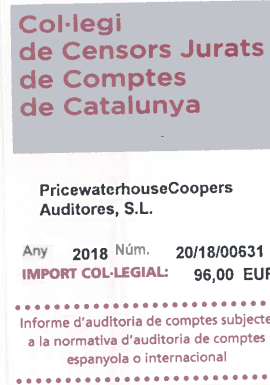 Col·legi
de Censors Jurats
de Comptes
de Catalunya
PricewaterhouseCoopers
Auditores, S.L.
Any 2018 Núm. 20/18/00631
IMPORT COL·LEGIAL: 96,00 EUR
Informe d'auditoria de comptes subjecte
a la normativa d'auditoria de comptes
espanyola o internacional